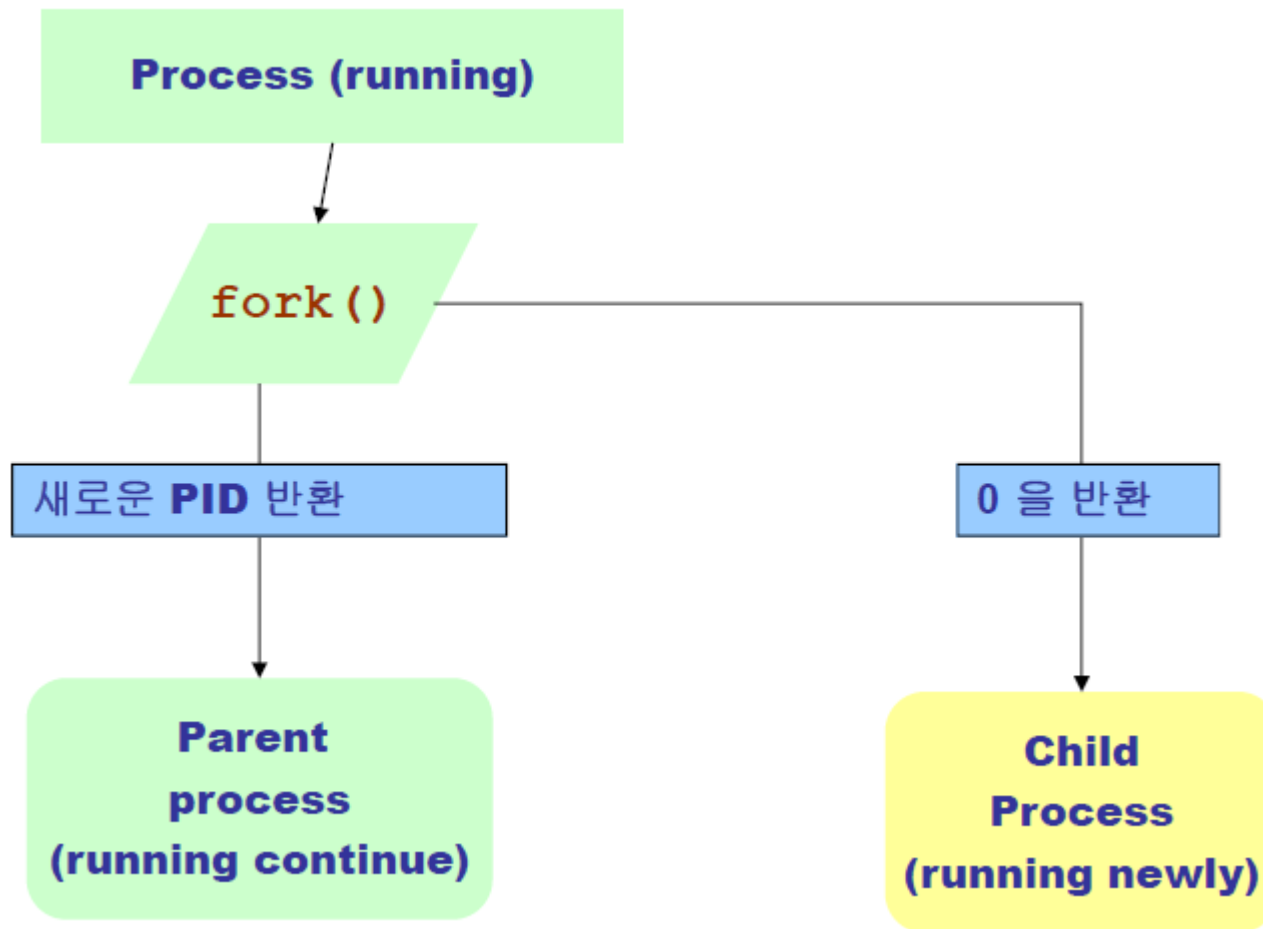 Process (running)
fork()
새로운 PID 반환
0 을 반환
Parent
process
(running continue)
Child
Process
(running newly)